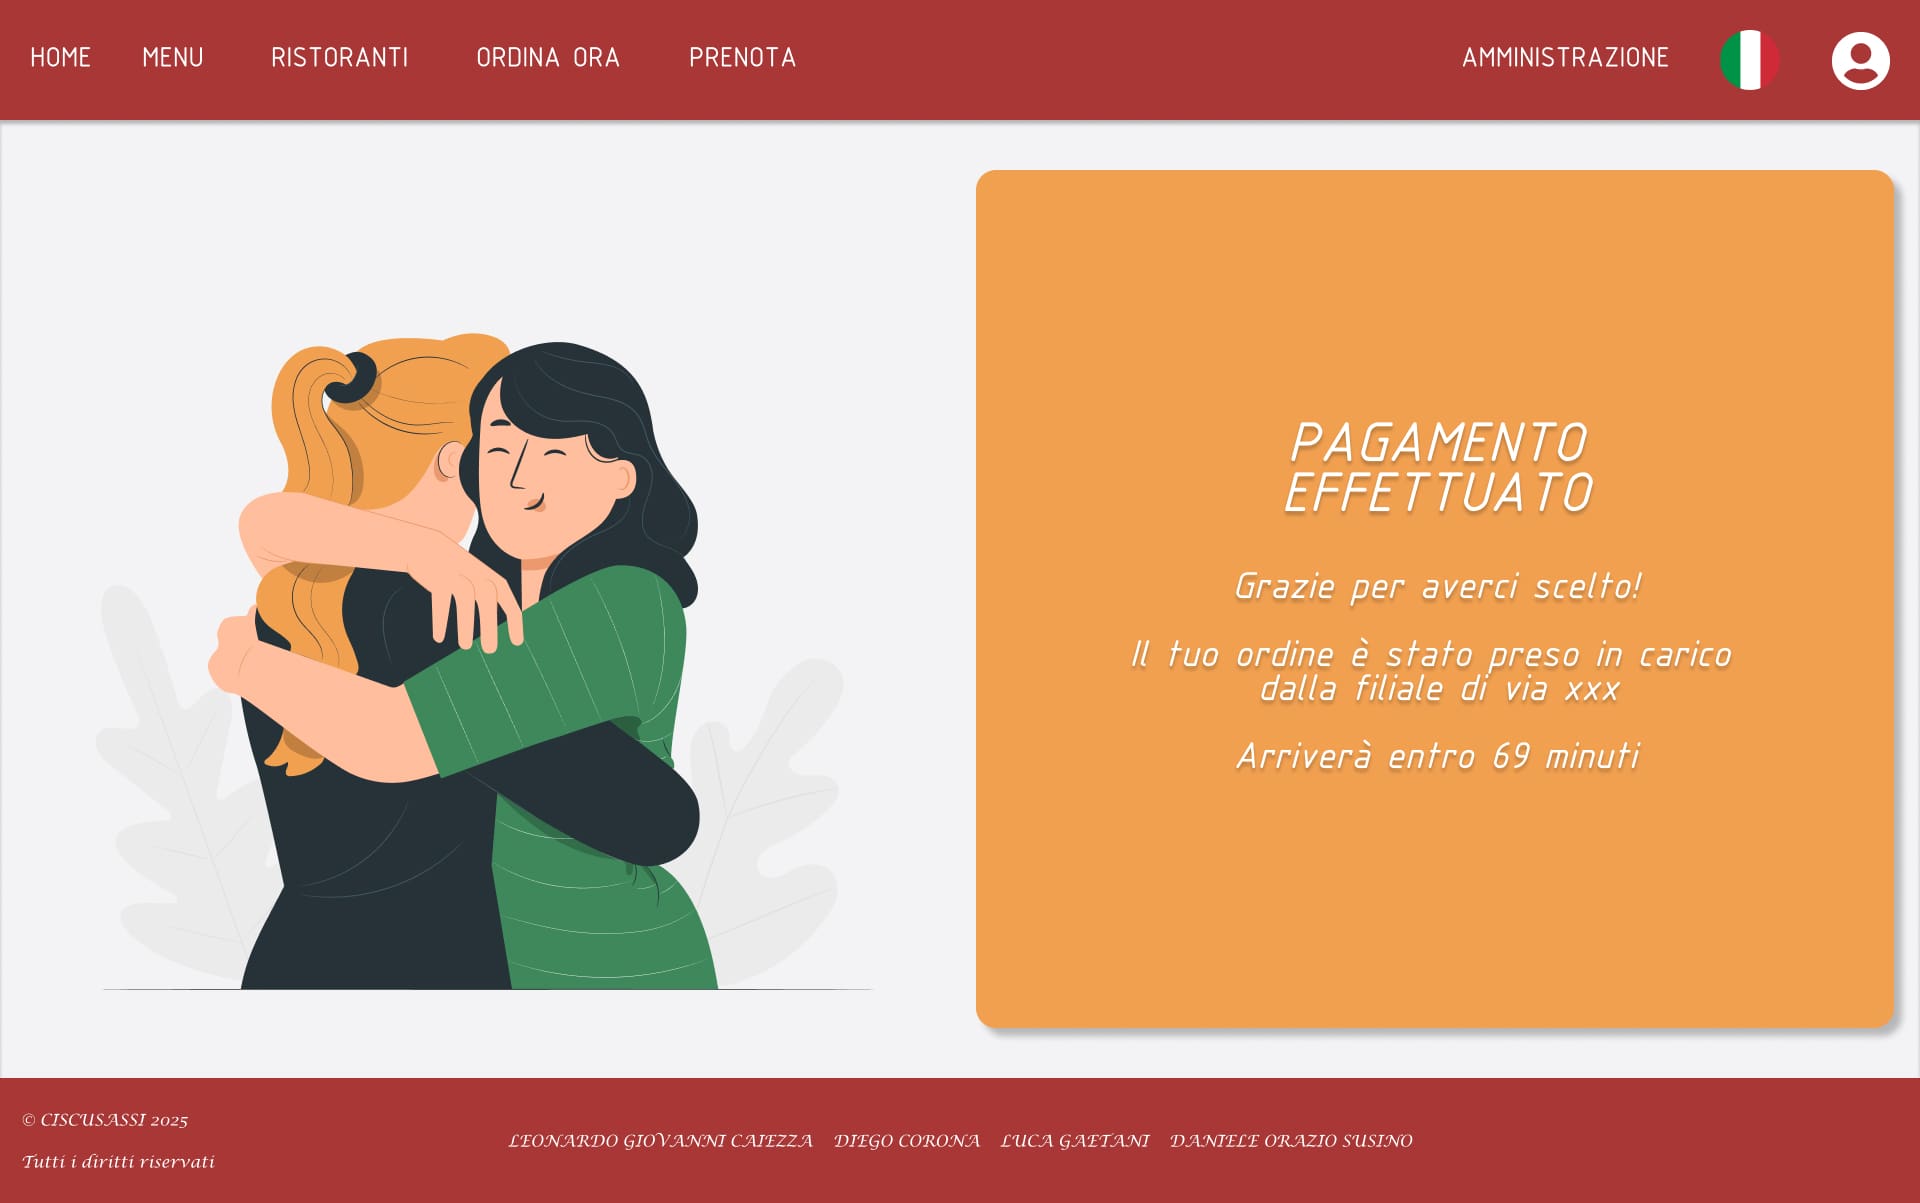 HOME MENU RISTORANTI ORDINA ORA PRENOTA AMMINISTRAZIONE
PAGAMENTO
EFFETTUATO
Grazie per averci scelto!
Il tuo ordine è stato preso in carico
dalla filiale di via xxx
Arriverà entro 69 minuti
© CISCUSASSI 2025
Tutti i diritti riservati
LEONARDO GIOVANNI CAIEZZA DIEGO CORONA LUCA GAETANI DANIELE ORAZIO SUSINO